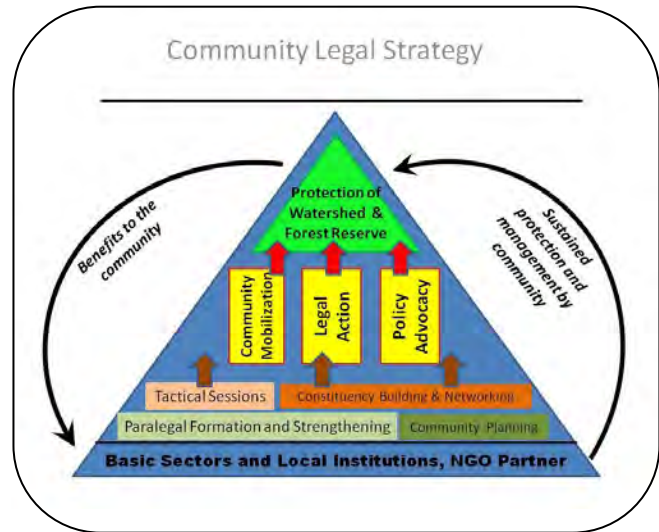 Community Legal Strategy
Benefits to the
community
Protection of
Watershed &
Forest Reserve
Sustained
protection and
management by
community
Community
Mobilization
Legal
Action
Policy
Advocacy
Tactical Sessions
Constituency Building & Networking
Paralegal Formation and Strengthening
Community Planning
Basic Sectors and Local Institutions, NGO Partner